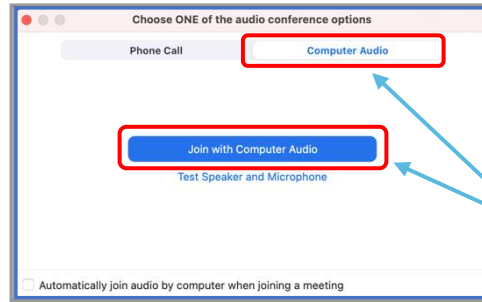 Choose ONE of the audio conference options
Phone Call
Computer Audio
Join with Computer Audio
Test Speaker and Microphone
Automatically join audio by computer when joining a meeting